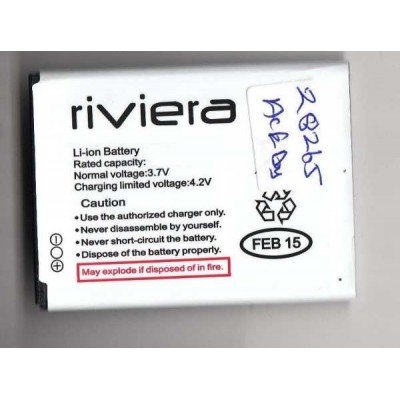 riviera
Li-ion Battery
Rated capacity:
Normal voltage:3.7V
Charging limited voltage:4.2V
Caution:
• Use the authorized charger only.
• Never disassemble by yourself.
• Never short-circuit the battery.
• Dispose of the battery properly.
May explode if disposed of in fire.
FEB 15
28265